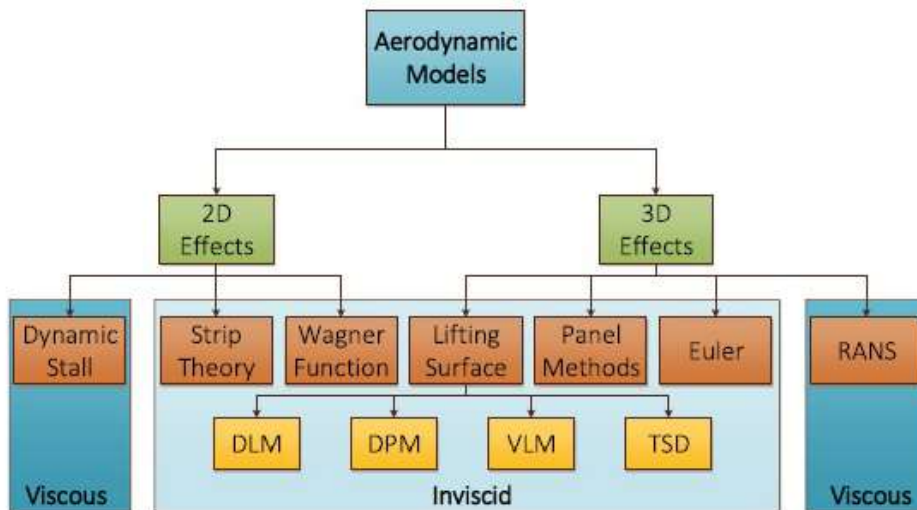 Aerodynamic
Models
2D
Effects
3D
Effects
Dynamic
Stall
Strip
Theory
Wagner
Function
Lifting
Surface
Panel
Methods
Euler
RANS
DLM
DPM
VLM
TSD
Viscous
Inviscid
Viscous